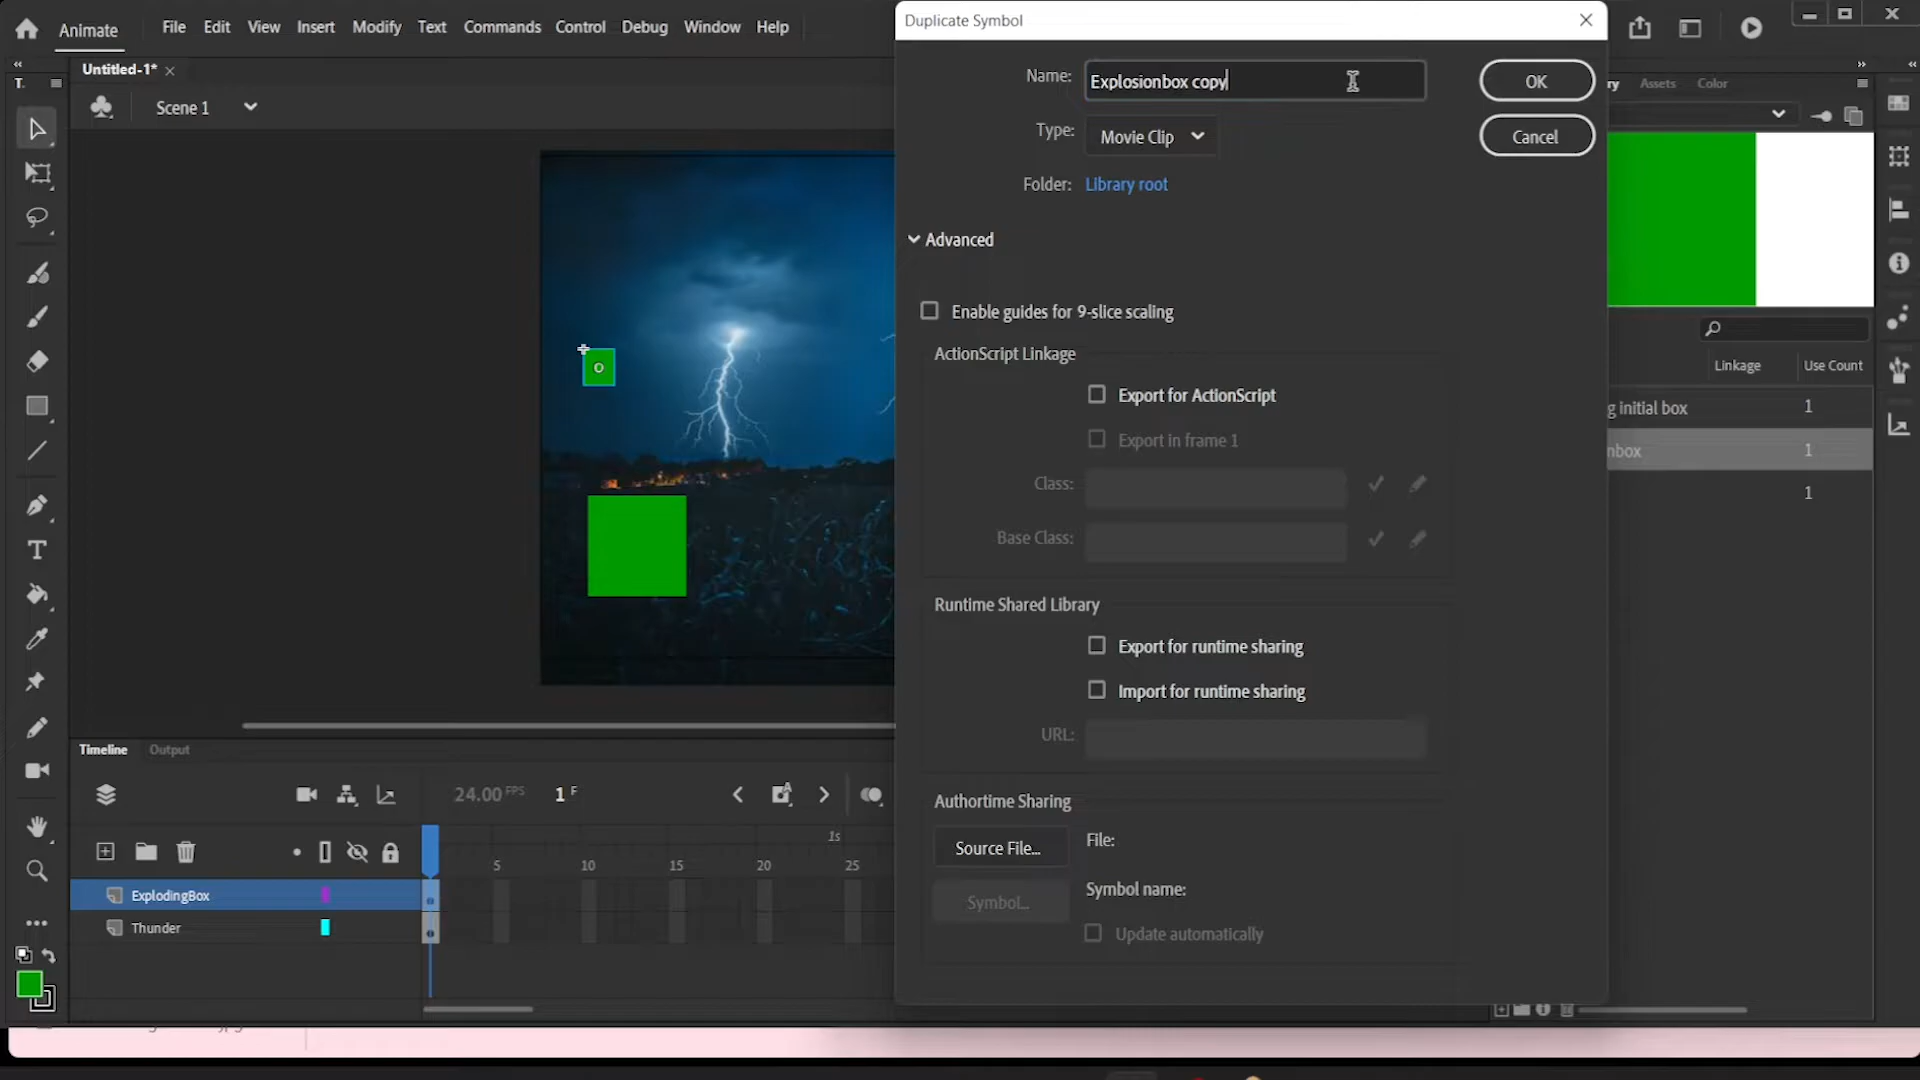 Animate
File Edit View Insert Modify Text Commands Control Debug Window Help
Untitled-1*
Scene 1
T.
Duplicate Symbol
Name: Explosionbox copy
OK
Type: Movie Clip
Cancel
Folder: Library root
Advanced
Enable guides for 9-slice scaling
ActionScript Linkage
Export for ActionScript
Export in frame 1
Class:
Base Class:
Runtime Shared Library
Export for runtime sharing
Import for runtime sharing
URL:
Authortime Sharing
Source File...
File:
Symbol...
Symbol name:
Update automatically
ry Assets Color
Linkage Use Count
g initial box 1
nbox 1
1
Timeline Output
24.00 FPS 1 F
1s
5 10 15 20 25
ExplodingBox
Thunder